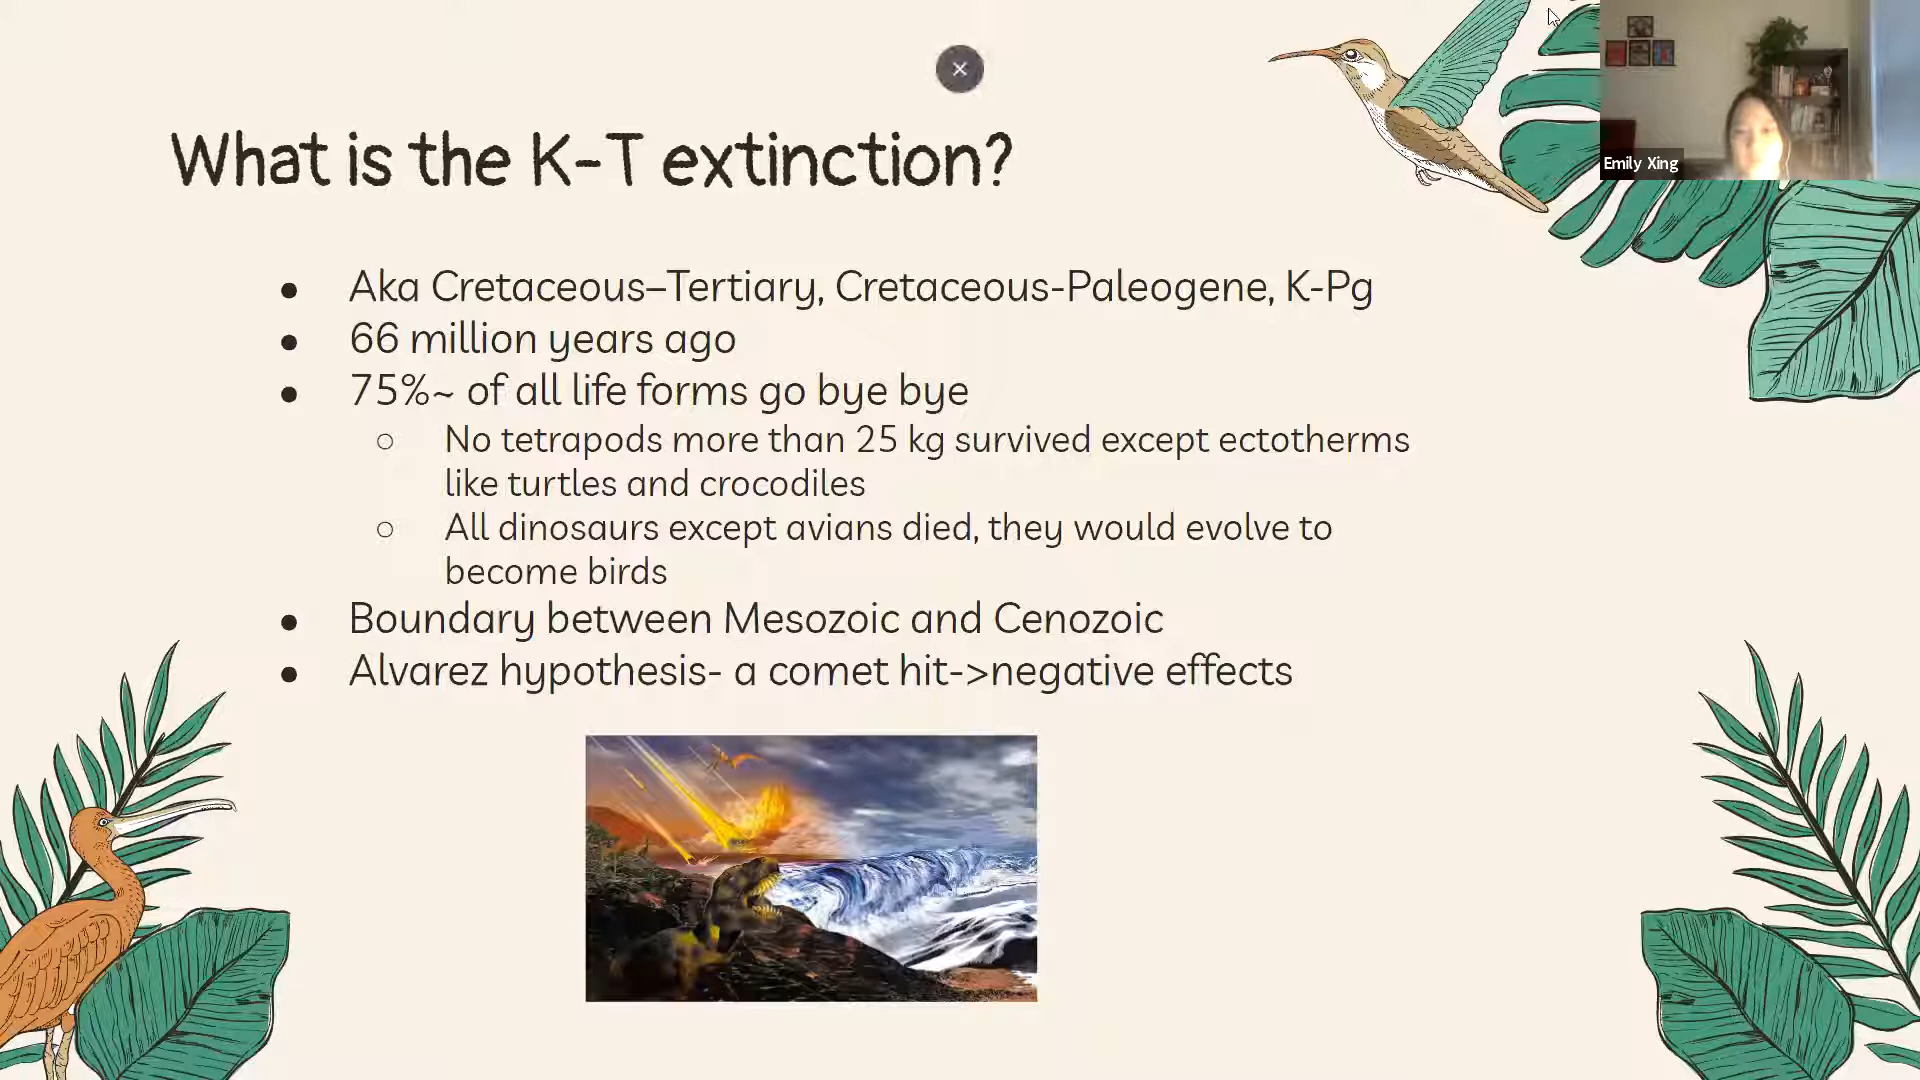 What is the K-T extinction?
Emily Xing
● Aka Cretaceous–Tertiary, Cretaceous-Paleogene, K-Pg
● 66 million years ago
● 75%~ of all life forms go bye bye
○ No tetrapods more than 25 kg survived except ectotherms
like turtles and crocodiles
○ All dinosaurs except avians died, they would evolve to
become birds
● Boundary between Mesozoic and Cenozoic
● Alvarez hypothesis- a comet hit->negative effects